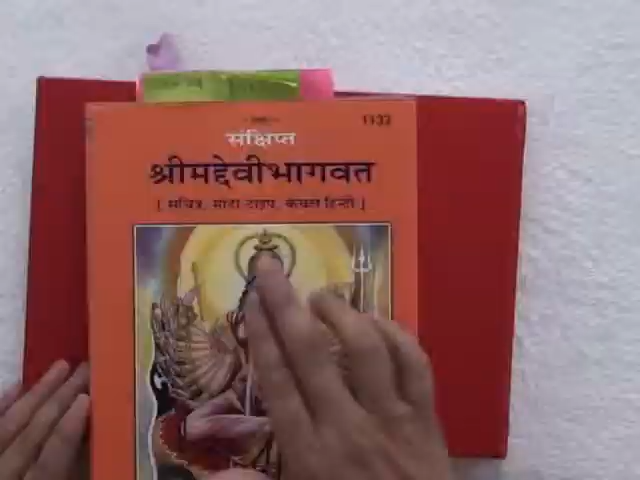 1133
संक्षिप्त
श्रीमद्देवीभागवत
[ सचित्र, मोटा टाइप, केवल हिन्दी ]